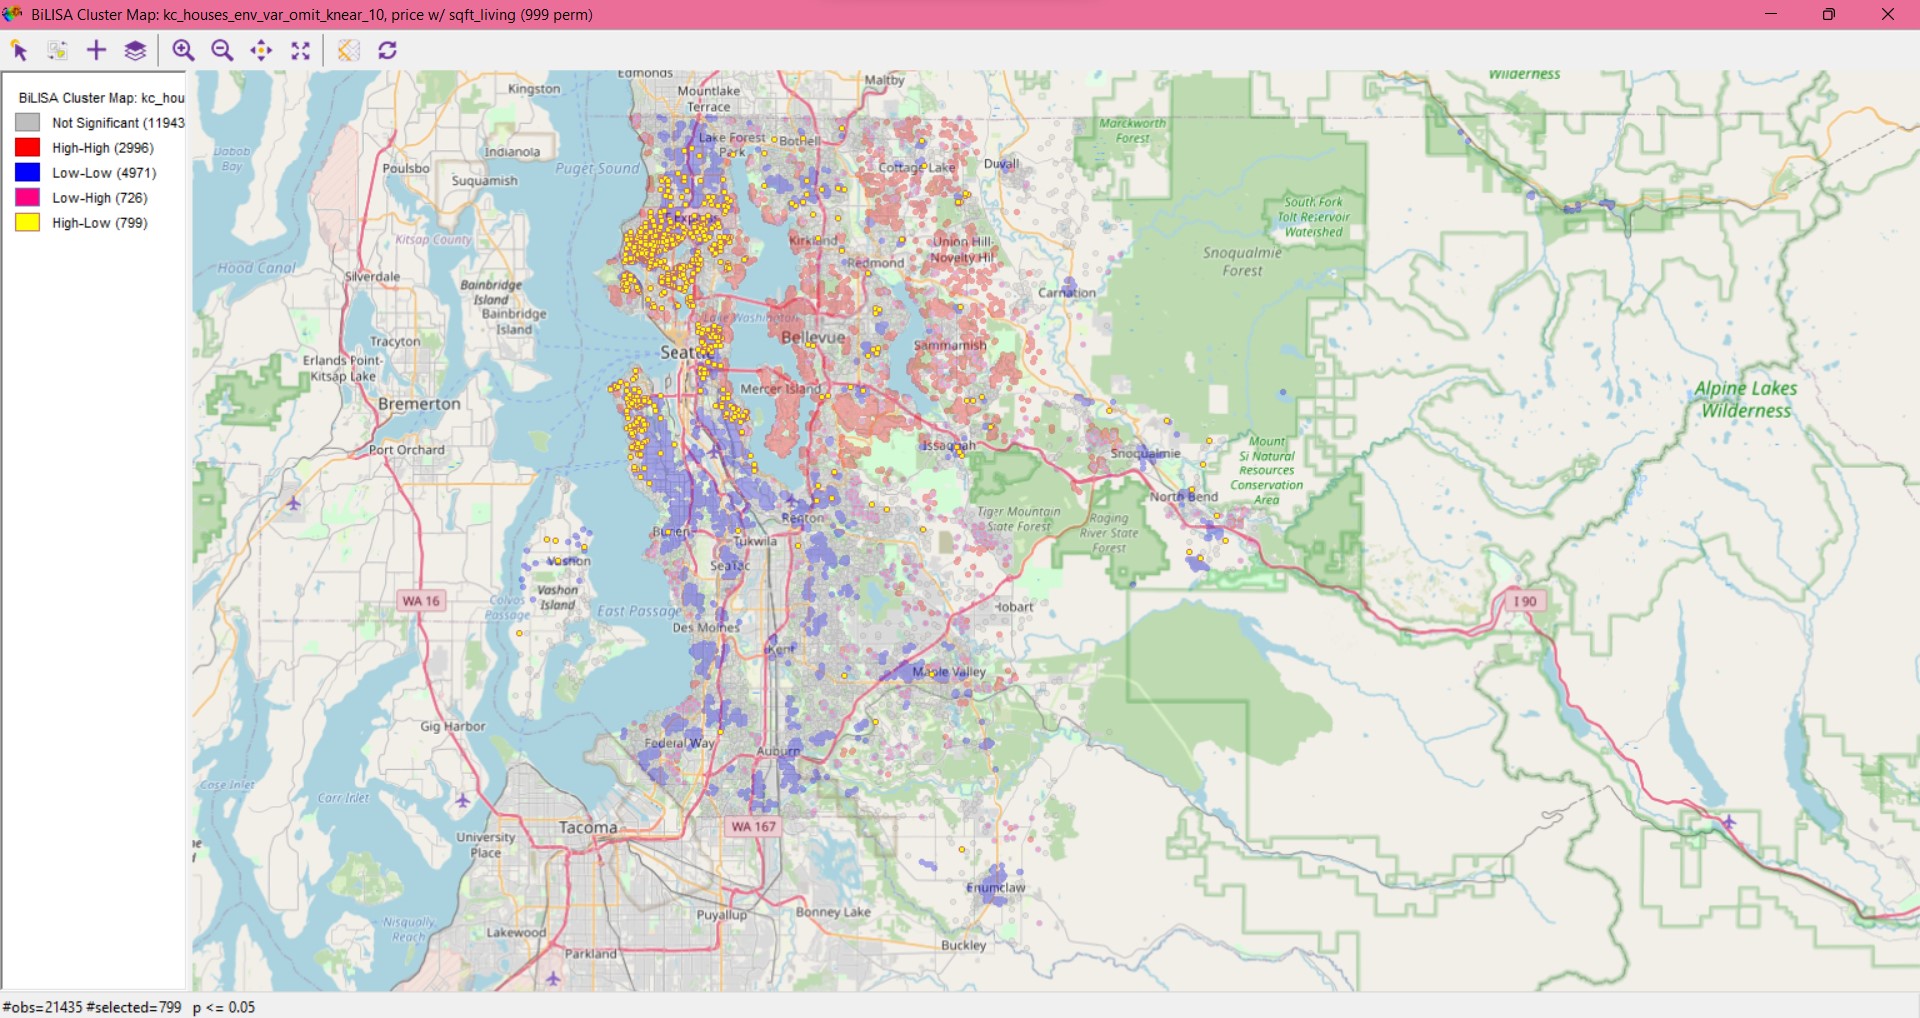 BiLISA Cluster Map: kc_houses_env_var_omit_knear_10, price w/ sqft_living (999 perm)
BiLISA Cluster Map: kc_hou
Not Significant (11943
High-High (2996)
Low-Low (4971)
Low-High (726)
High-Low (799)
Edmonds
Wilderness
Maltby
Kingston
Mountlake
Terrace
Marckworth
Forest
Lake Forest
Park
Bothell
Dabob
Bay
Indianola
Puget Sound
Poulsbo
Suquamish
Cottage Lake
Duvall
South Fork
Tolt Reservoir
Watershed
Kitsap County
Kirkland
Union Hill-
Novelty Hil
Snoqualmie
Forest
Hood Canal
Redmond
Silverdale
Bainbridge
Island
Bainbridge
Island
Carnation
Lake Washington
Tracyton
Bellevue
Sammamish
Erlands Point-
Kitsap Lake
Seattle
Mercer Island
Alpine Lakes
Wilderness
Bremerton
Port Orchard
Issaquah
Snoqualmie
Mount
Si Natural
Resources
Conservation
Area
North Bend
Tiger Mountain
State Forest
Raging
River State
Forest
Renton
Burien
Tukwila
Vashon
SeaTac
Vashon
Island
WA 16
Colvos
Passage
East Passage
I 90
Hobart
Des Moines
Kent
Maple Valley
Gig Harbor
Federal Way
Auburn
Case Inlet
Carr Inlet
University
Place
Tacoma
WA 167
Enumclaw
Nisqually
Reach
Puyallup
Bonney Lake
Lakewood
Parkland
Buckley
#obs=21435 #selected=799 p <= 0.05